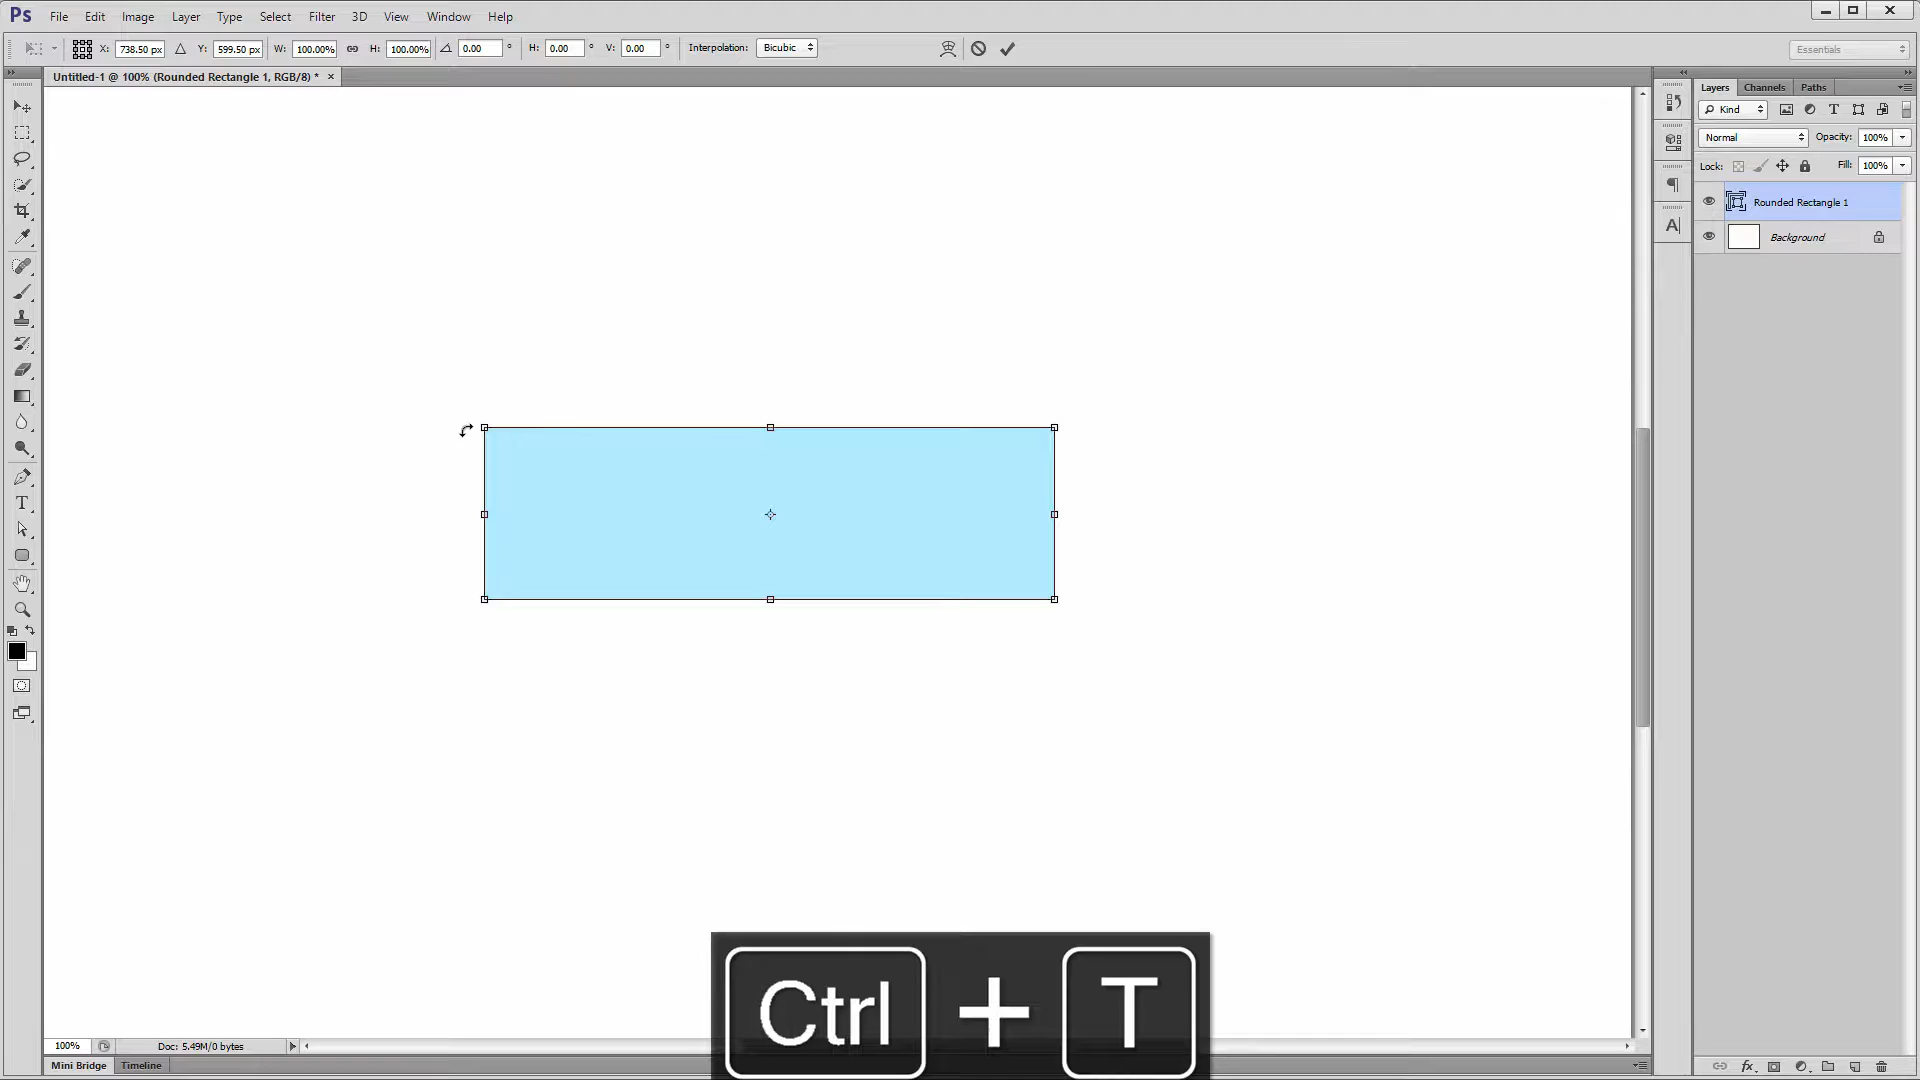 Ps File Edit Image Layer Type Select Filter 3D View Window Help
X: 738.50 px Y: 599.50 px W: 100.00% H: 100.00% 0.00 ° H: 0.00 ° V: 0.00 ° Interpolation: Bicubic Essentials
Untitled-1 @ 100% (Rounded Rectangle 1, RGB/8) * ×
Layers Channels Paths
Kind T
Normal Opacity: 100%
Lock: Fill: 100%
Rounded Rectangle 1
Background
A
T
Ctrl + T
100% Doc: 5.49M/0 bytes
Mini Bridge Timeline
fx